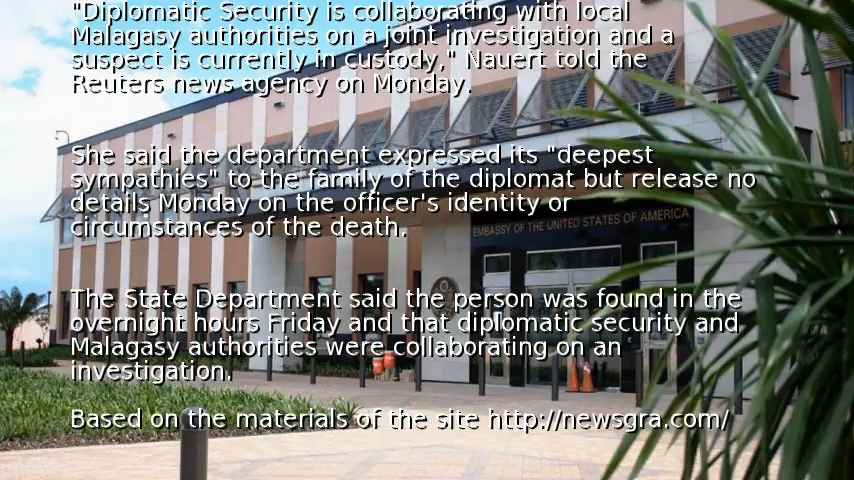 "Diplomatic Security is collaborating with local
Malagasy authorities on a joint investigation and a
suspect is currently in custody," Nauert told the
Reuters news agency on Monday.
She said the department expressed its "deepest
sympathies" to the family of the diplomat but release no
details Monday on the officer's identity or
circumstances of the death.
EMBASSY OF THE UNITED STATES OF AMERICA
The State Department said the person was found in the
overnight hours Friday and that diplomatic security and
Malagasy authorities were collaborating on an
investigation.
Based on the materials of the site http://newsgra.com/